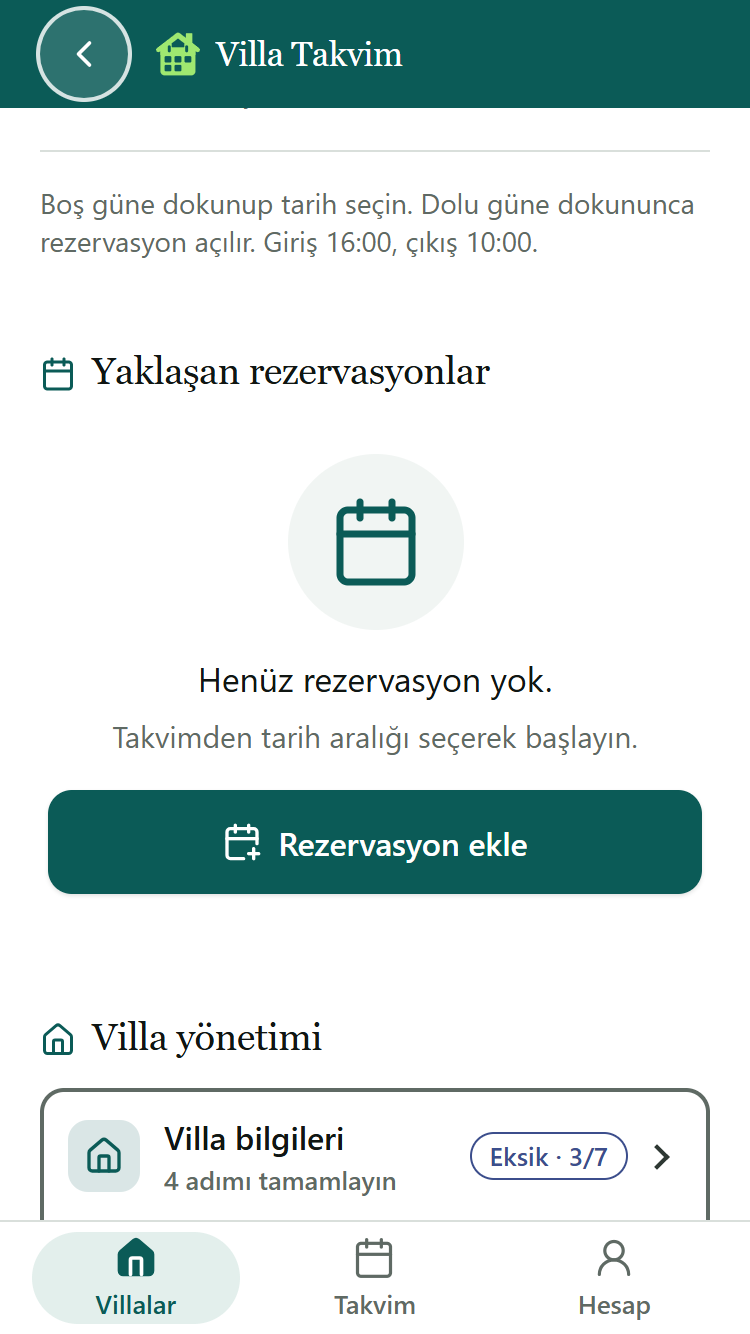 Villa Takvim
Boş güne dokunup tarih seçin. Dolu güne dokununca
rezervasyon açılır. Giriş 16:00, çıkış 10:00.
Yaklaşan rezervasyonlar
Henüz rezervasyon yok.
Takvimden tarih aralığı seçerek başlayın.
Rezervasyon ekle
Villa yönetimi
Villa bilgileri
Eksik · 3/7
4 adımı tamamlayın
Villalar
Takvim
Hesap